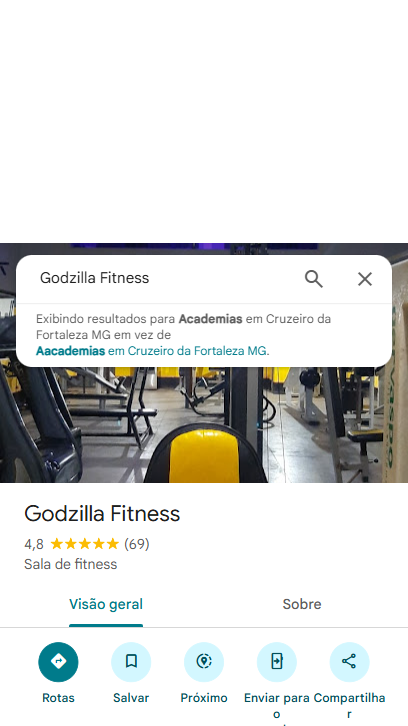 Godzilla Fitness
Exibindo resultados para Academias em Cruzeiro da
Fortaleza MG em vez de
Aacademias em Cruzeiro da Fortaleza MG.
Godzilla Fitness
4,8 ★★★★★ (69)
Sala de fitness
Visão geral Sobre
Rotas Salvar Próximo Enviar para Compartilha
o r